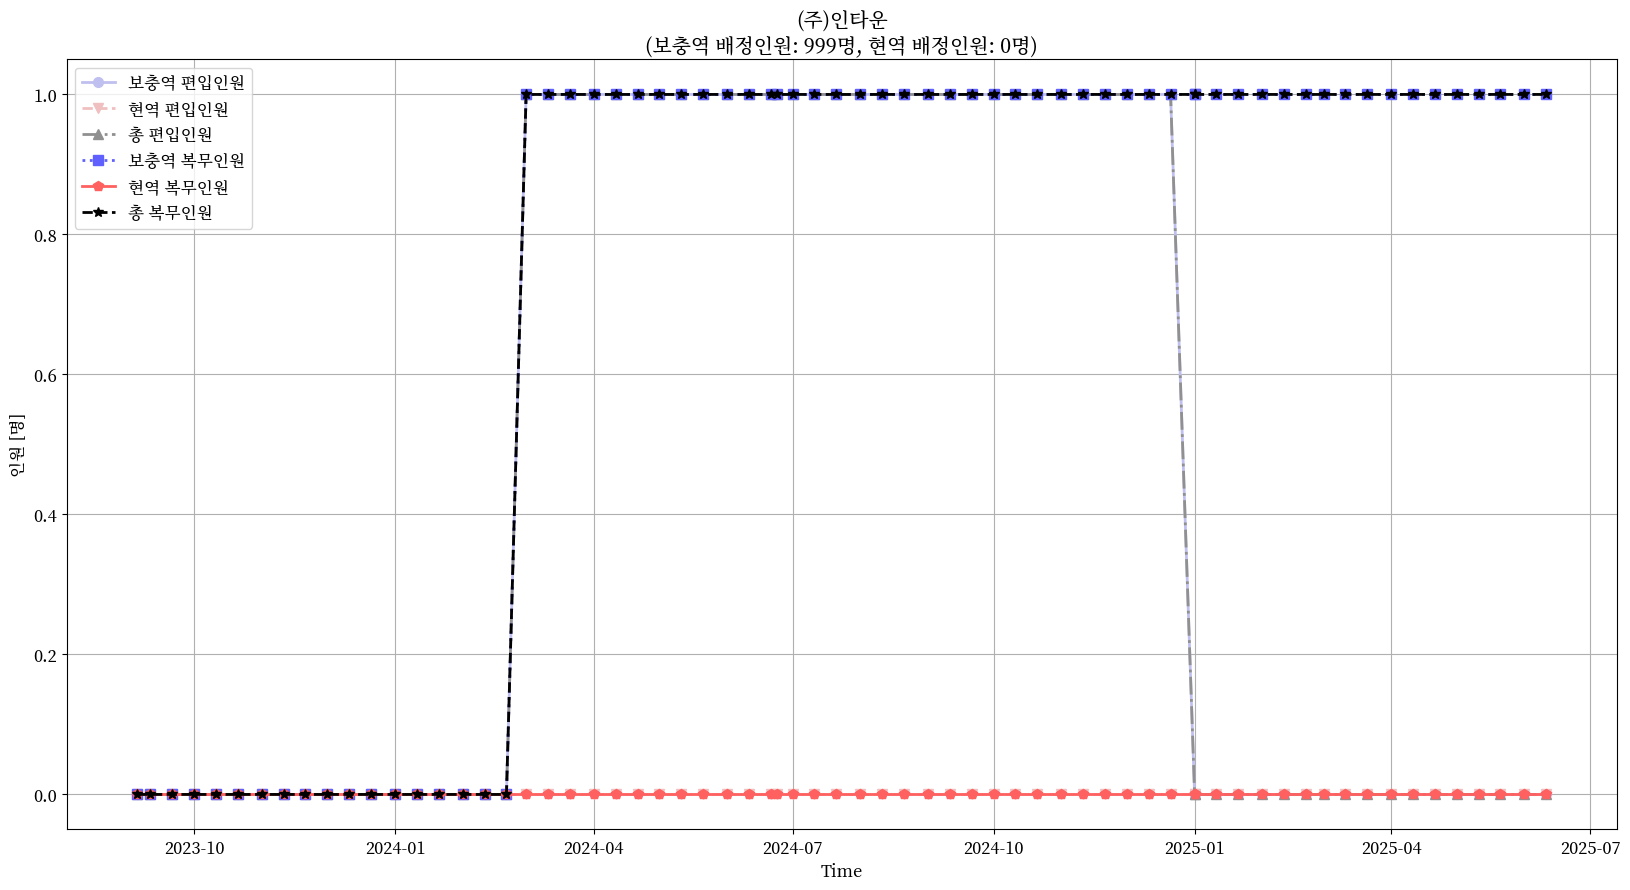 (주)인타운
(보충역 배정인원: 999명, 현역 배정인원: 0명)
보충역 편입인원
현역 편입인원
총 편입인원
보충역 복무인원
현역 복무인원
총 복무인원
인원 [명]
1.0
0.8
0.6
0.4
0.2
0.0
2023-10
2024-01
2024-04
2024-07
2024-10
2025-01
2025-04
2025-07
Time